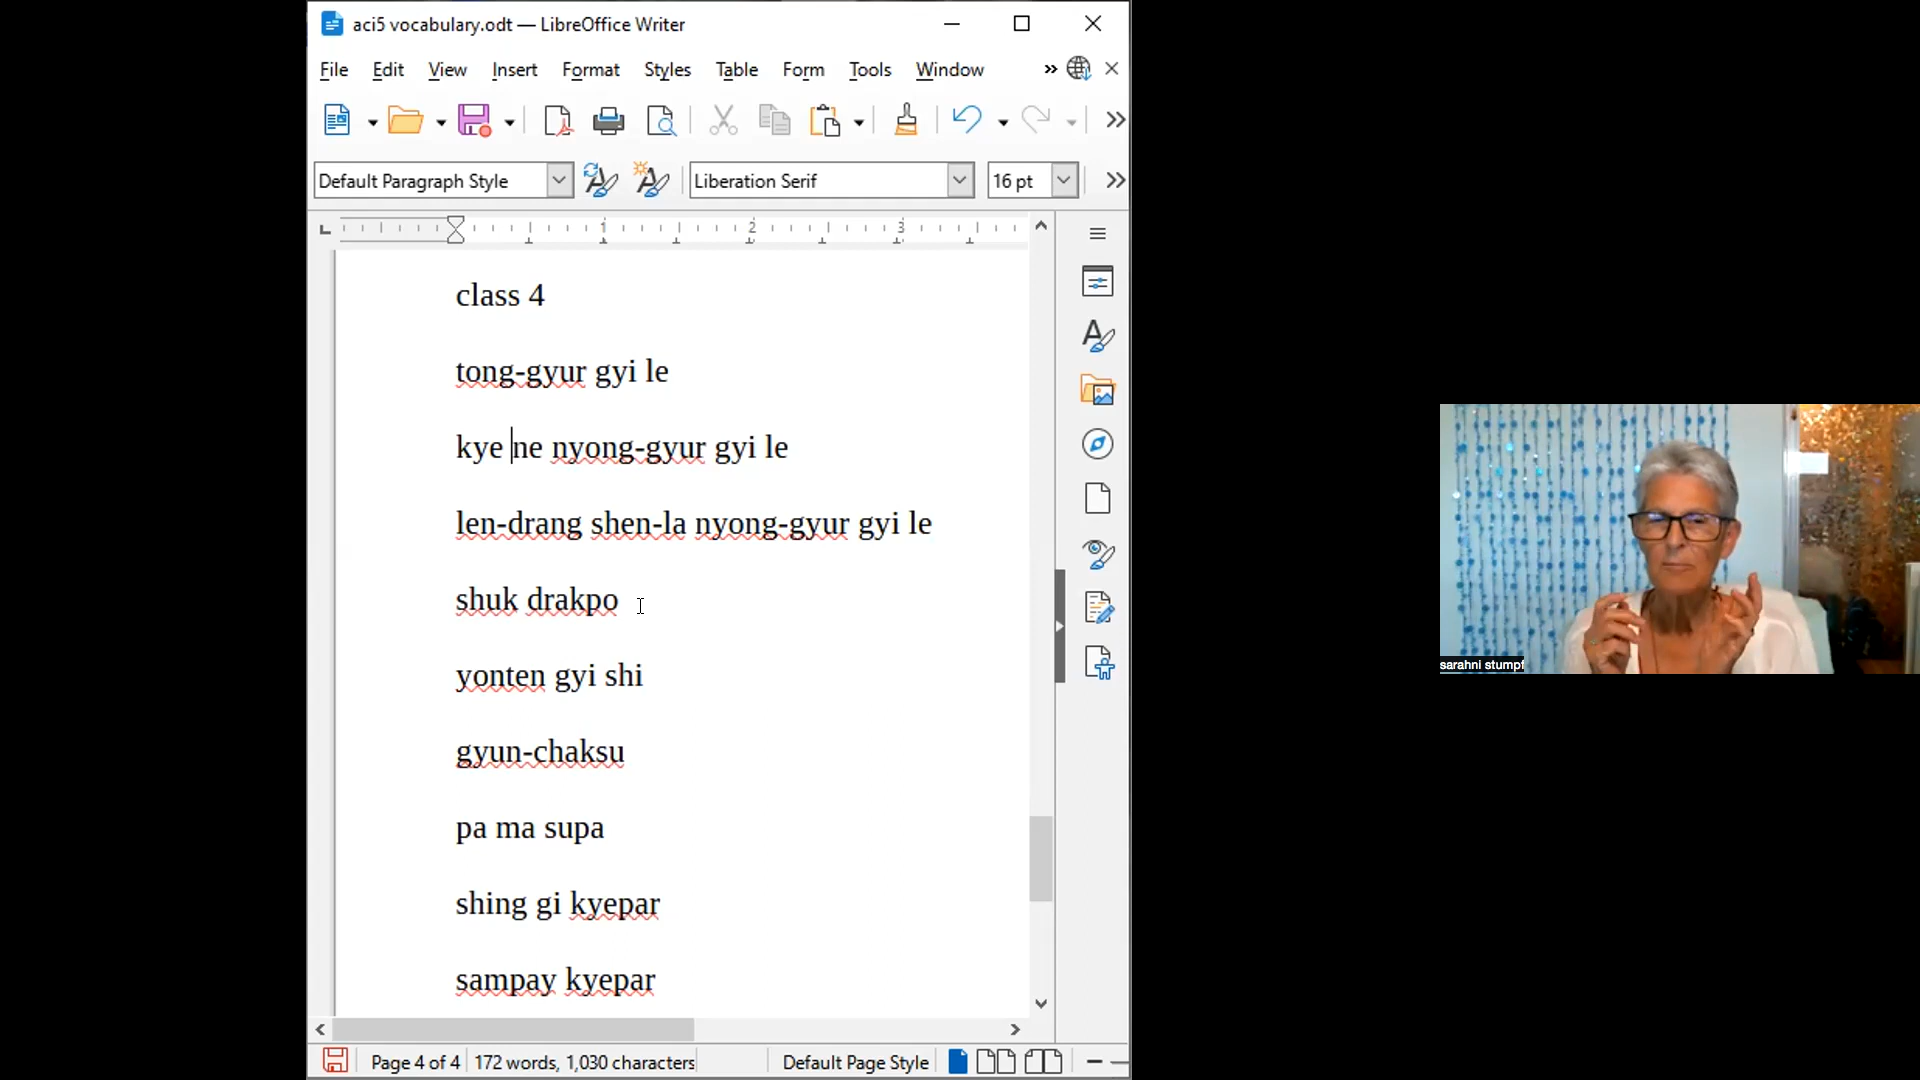 aci5 vocabulary.odt — LibreOffice Writer
File Edit View Insert Format Styles Table Form Tools Window »
Default Paragraph Style Liberation Serif 16 pt
1 2 3
class 4
tong-gyur gyi le
kye ne nyong-gyur gyi le
len-drang shen-la nyong-gyur gyi le
shuk drakpo
yonten gyi shi
gyun-chaksu
pa ma supa
shing gi kyepar
sampay kyepar
sarahni stumpf
Page 4 of 4 172 words, 1,030 characters Default Page Style